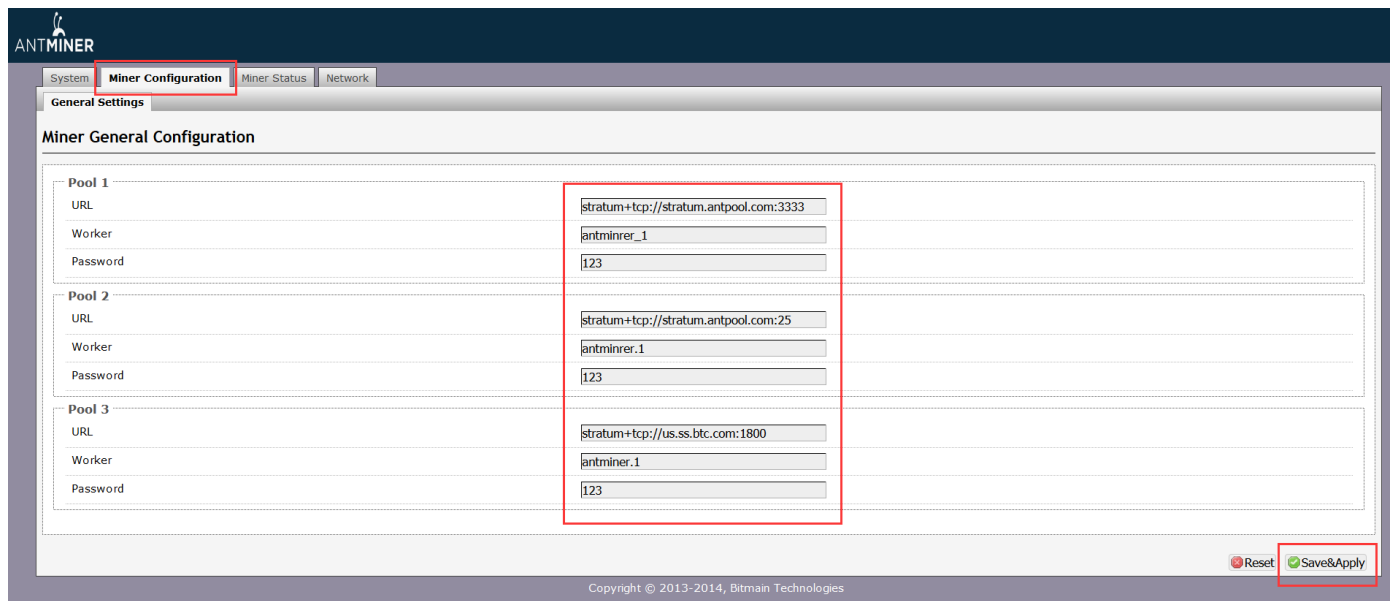 ANTMINER
System Miner Configuration Miner Status Network
General Settings
Miner General Configuration
Pool 1
URL stratum+tcp://stratum.antpool.com:3333
Worker antminrer_1
Password 123
Pool 2
URL stratum+tcp://stratum.antpool.com:25
Worker antminrer.1
Password 123
Pool 3
URL stratum+tcp://us.ss.btc.com:1800
Worker antminer.1
Password 123
Reset Save&Apply
Copyright © 2013-2014, Bitmain Technologies